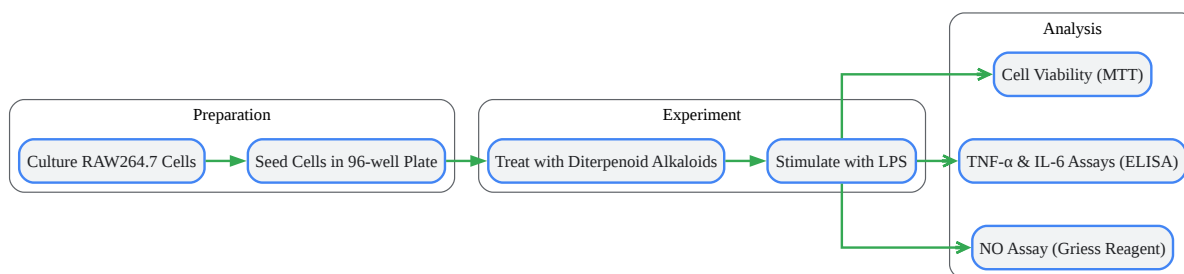 Preparation
Culture RAW264.7 Cells
Seed Cells in 96-well Plate
Experiment
Treat with Diterpenoid Alkaloids
Stimulate with LPS
Analysis
Cell Viability (MTT)
TNF-α & IL-6 Assays (ELISA)
NO Assay (Griess Reagent)